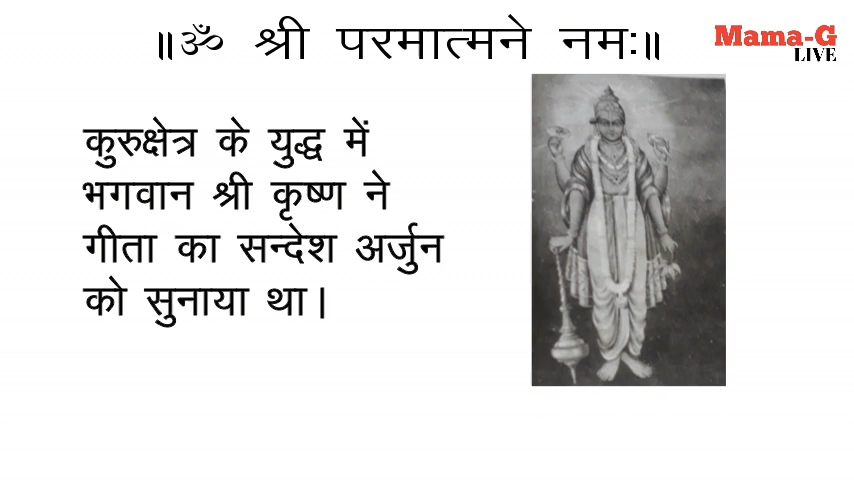 ॥ॐ श्री परमात्मने नमः॥
Mama-G
LIVE
कुरुक्षेत्र के युद्ध में
भगवान श्री कृष्ण ने
गीता का सन्देश अर्जुन
को सुनाया था।